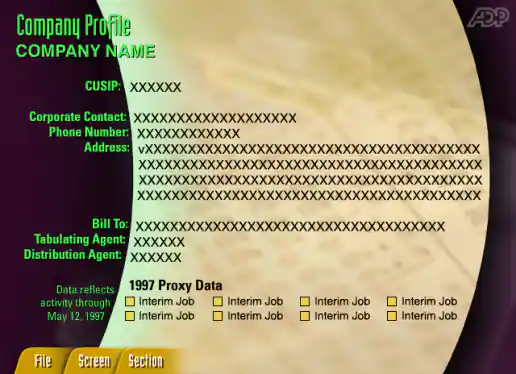 ADP
Company Profile
COMPANY NAME
CUSIP: XXXXXX
Corporate Contact: XXXXXXXXXXXXXXXXXXX
Phone Number: XXXXXXXXXXXX
Address: vXXXXXXXXXXXXXXXXXXXXXXXXXXXXXXXXXXXXXXX
XXXXXXXXXXXXXXXXXXXXXXXXXXXXXXXXXXXXXXXX
XXXXXXXXXXXXXXXXXXXXXXXXXXXXXXXXXXXXXXXX
XXXXXXXXXXXXXXXXXXXXXXXXXXXXXXXXXXXXXXXX
Bill To: XXXXXXXXXXXXXXXXXXXXXXXXXXXXXXXXXXXX
Tabulating Agent: XXXXXX
Distribution Agent: XXXXXX
1997 Proxy Data
Data reflects
activity through
May 12, 1997
Interim Job Interim Job Interim Job Interim Job
Interim Job Interim Job Interim Job Interim Job
File Screen Section